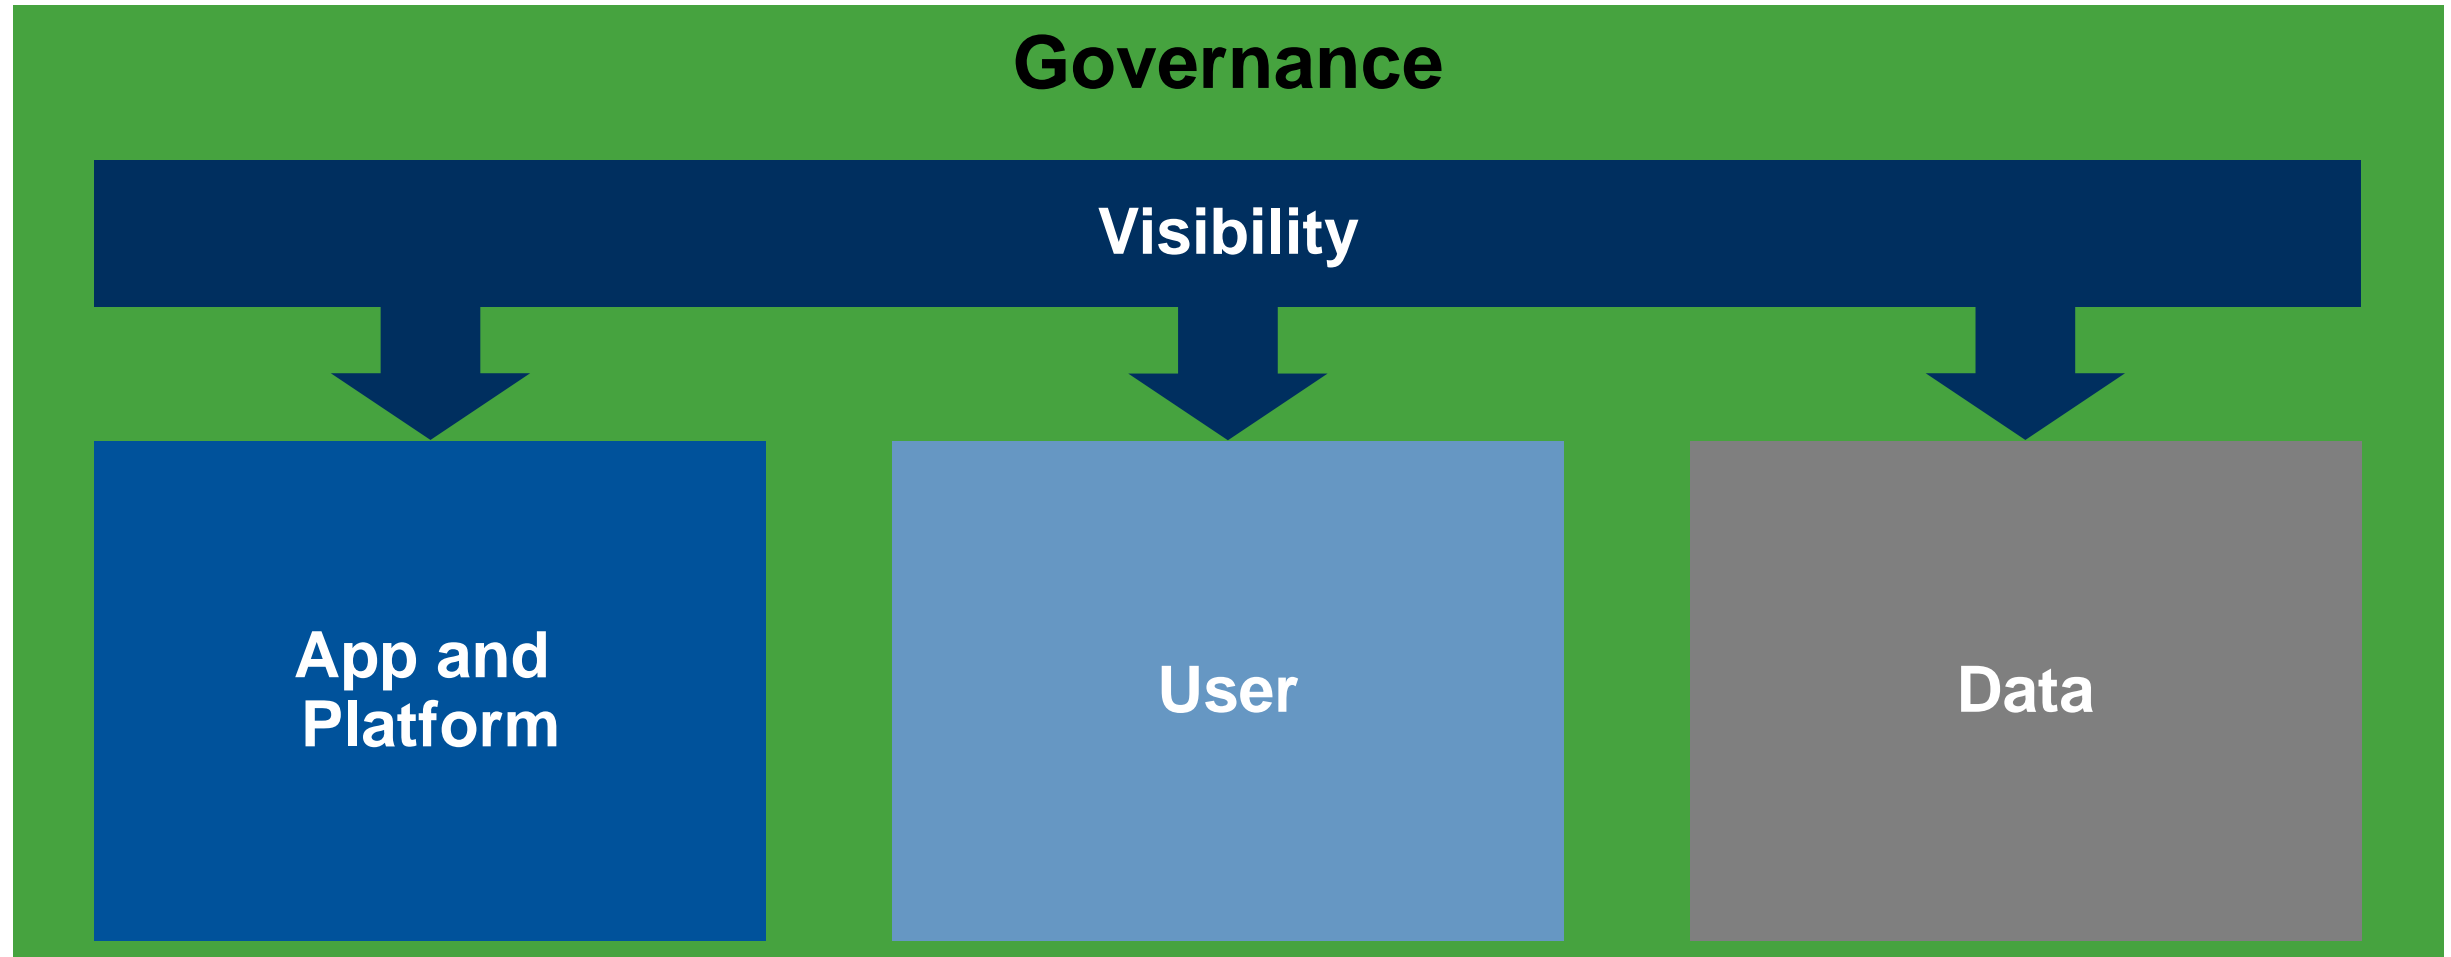 Governance
Visibility
App and
Platform
User
Data